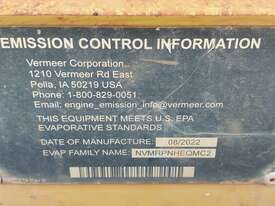 EMISSION CONTROL INFORMATION
Vermeer Corporation
1210 Vermeer Rd East
Pella, IA 50219 USA
Phone: 1-800-829-0051
Email: engine_emission_info@vermeer.com
THIS EQUIPMENT MEETS U.S. EPA
EVAPORATIVE STANDARDS
DATE OF MANUFACTURE: 08/2022
EVAP FAMILY NAME: NVMRPNHEQMC2